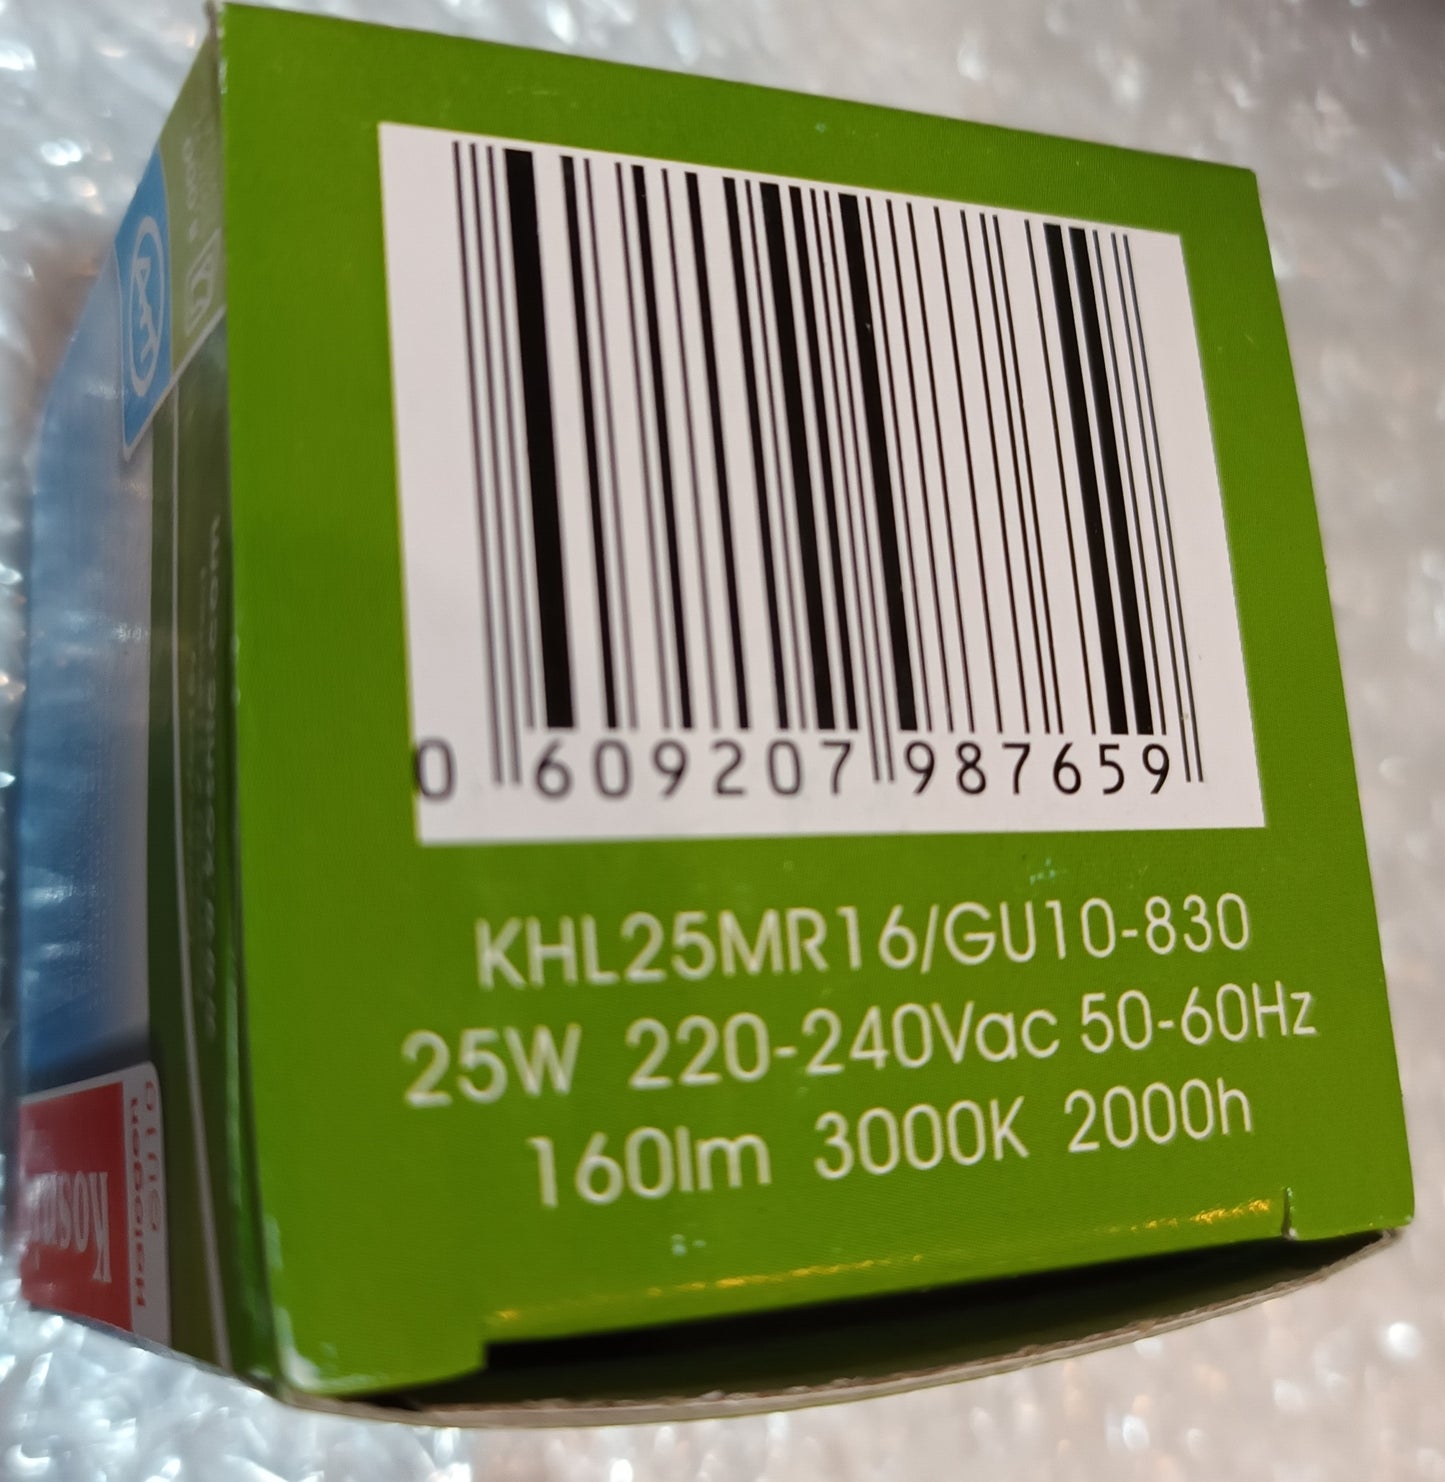 0 609207 987659
KHL25MR16/GU10-830
25W 220-240Vac 50-60Hz
160lm 3000K 2000h